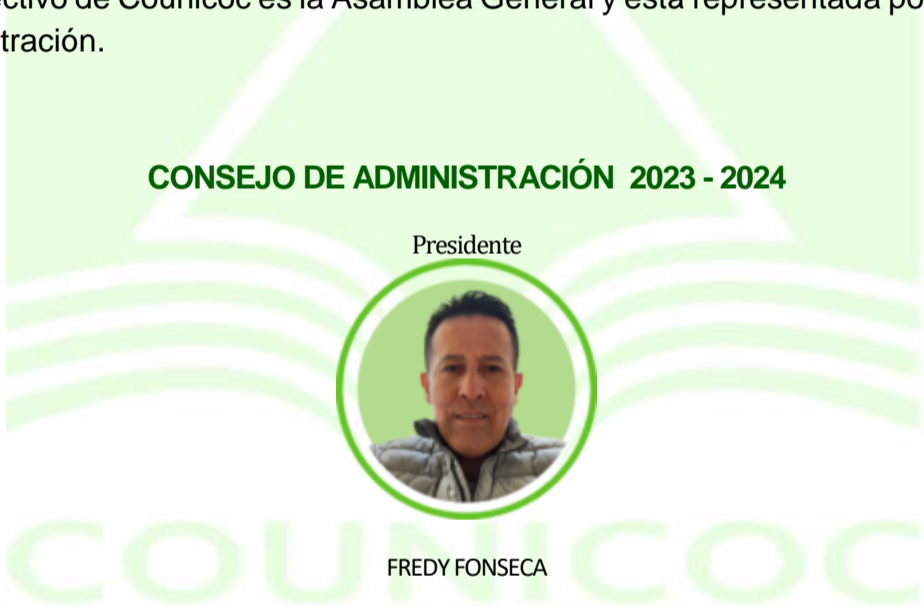 ectivo de Counicoc es la Asamblea General y está representada po
tración.
CONSEJO DE ADMINISTRACIÓN 2023 - 2024
Presidente
FREDY FONSECA
COUNICOC